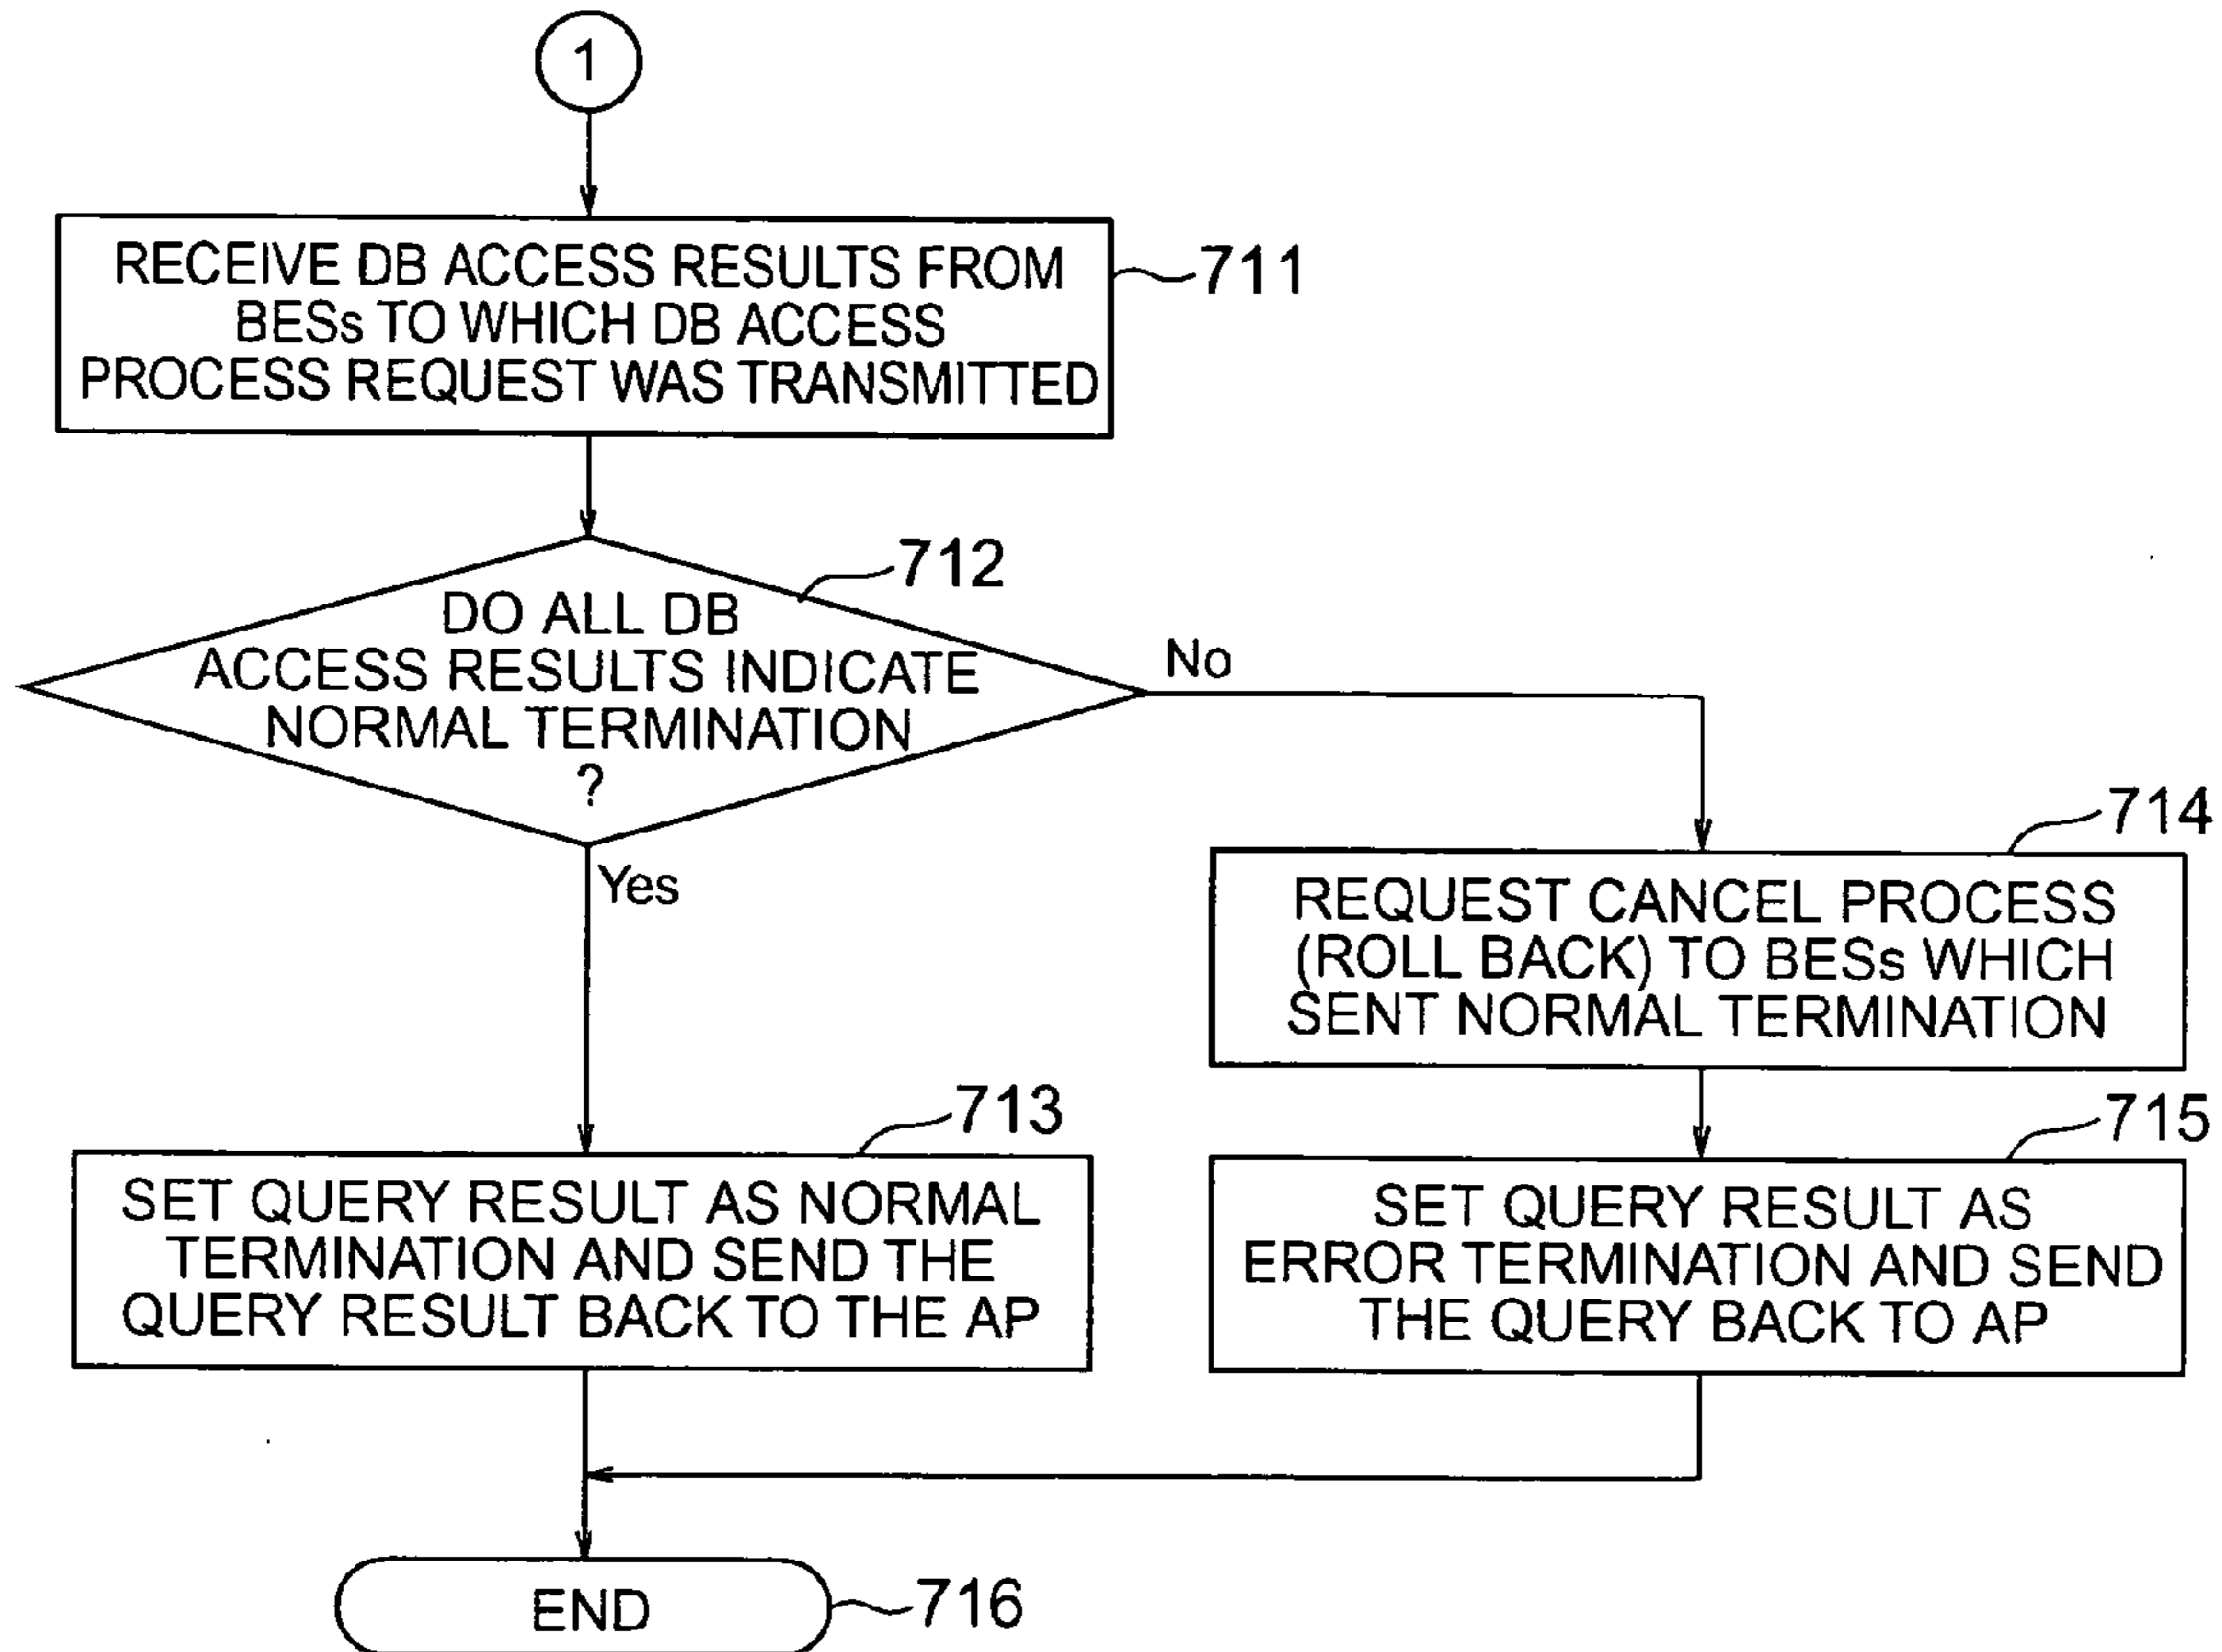 1
RECEIVE DB ACCESS RESULTS FROM
BESs TO WHICH DB ACCESS
PROCESS REQUEST WAS TRANSMITTED
711
712
DO ALL DB
ACCESS RESULTS INDICATE
NORMAL TERMINATION
?
No
Yes
714
REQUEST CANCEL PROCESS
(ROLL BACK) TO BESs WHICH
SENT NORMAL TERMINATION
713
SET QUERY RESULT AS NORMAL
TERMINATION AND SEND THE
QUERY RESULT BACK TO THE AP
715
SET QUERY RESULT AS
ERROR TERMINATION AND SEND
THE QUERY BACK TO AP
END
716